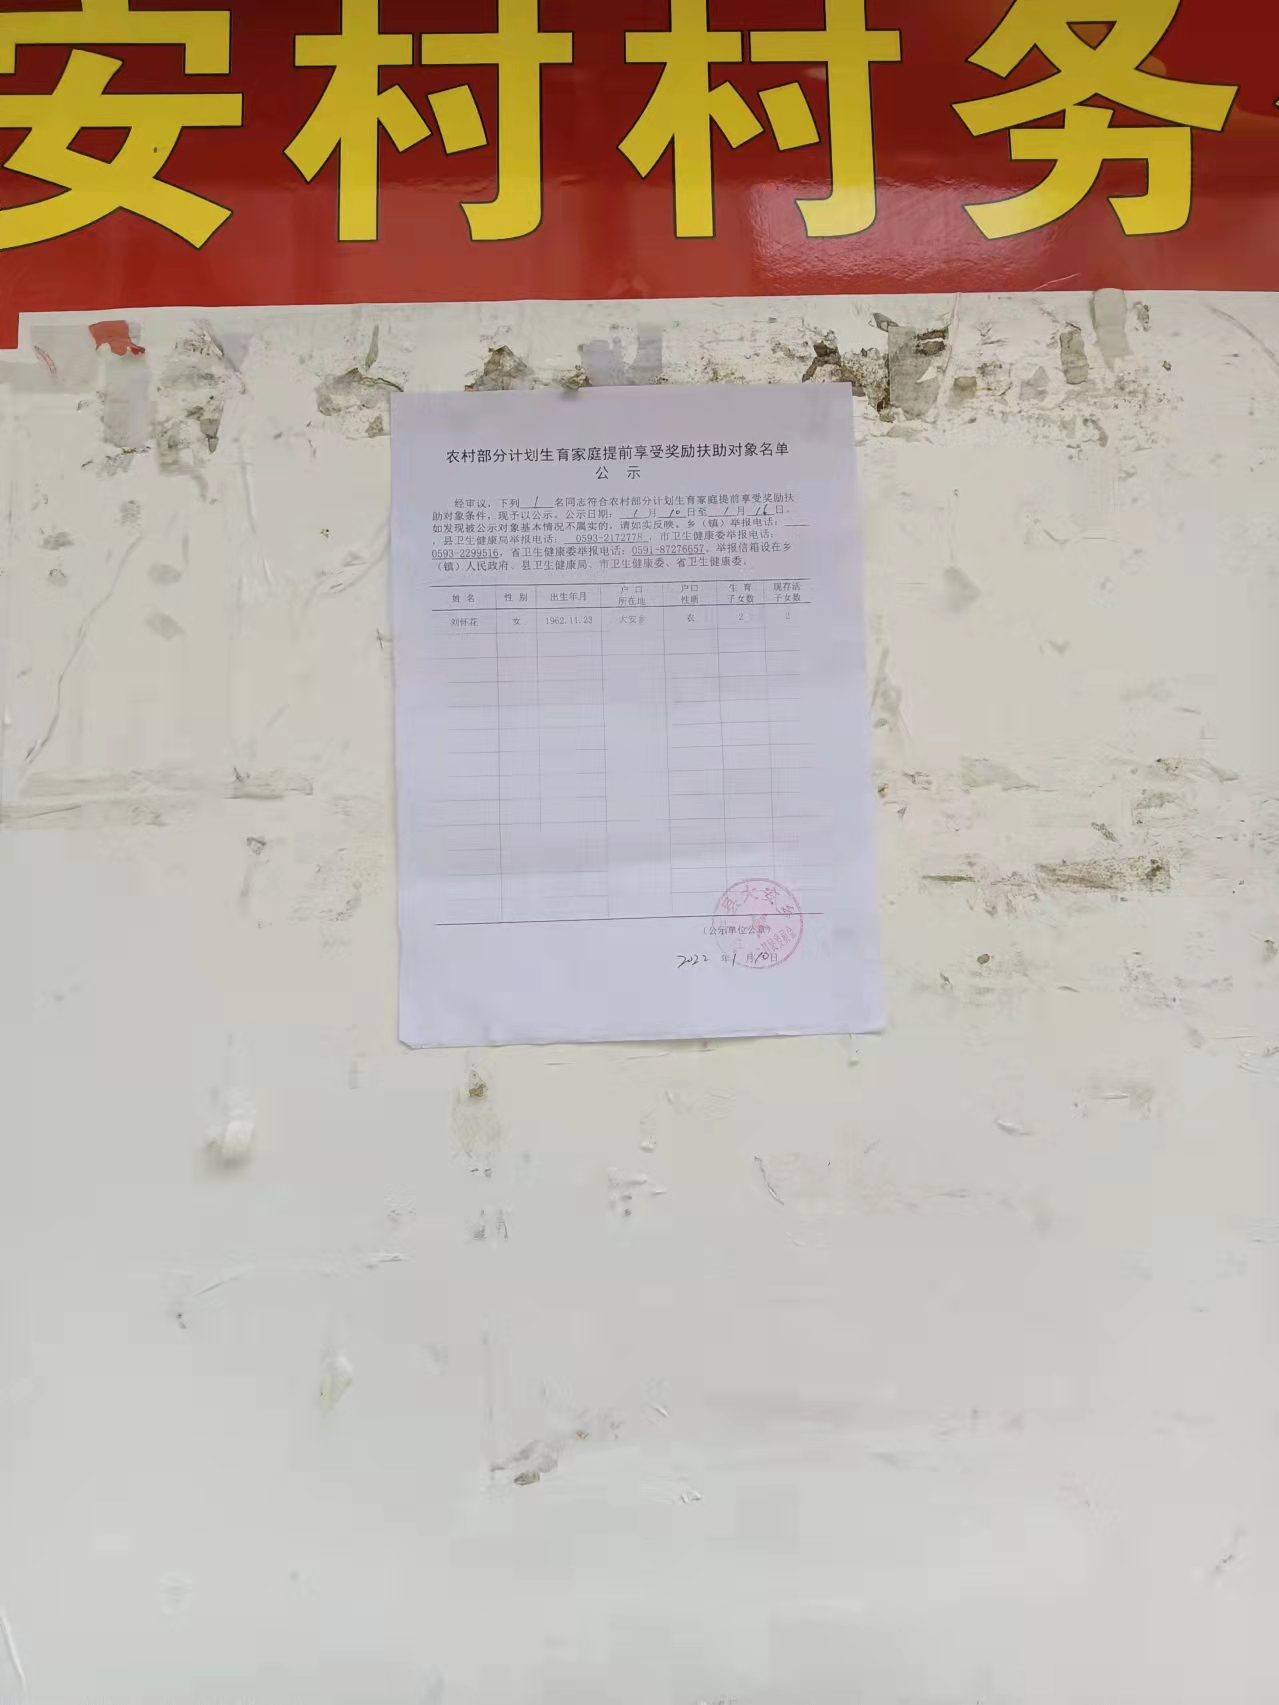 安村村务
农村部分计划生育家庭提前享受奖励扶助对象名单
公 示
经审议，下列 1 名同志符合农村部分计划生育家庭提前享受奖励扶
助对象条件，现予以公示。公示日期： 1 月 10 日至 1 月 16 日。
如发现被公示对象基本情况不属实的，请如实反映。乡（镇）举报电话：
，县卫生健康局举报电话： 0593-2172778 ，市卫生健康委举报电话：
0593-2299516，省卫生健康委举报电话：0591-87276657。举报信箱设在乡
（镇）人民政府、县卫生健康局、市卫生健康委、省卫生健康委。
姓 名 性 别 出生年月 户 口 所在地 户口 性质 生 育 子女数 现存活 子女数
刘怀花 女 1962.11.23 大安乡 农 2 2
县大安
（公示单位公章）
2022 年 1 月 10 日